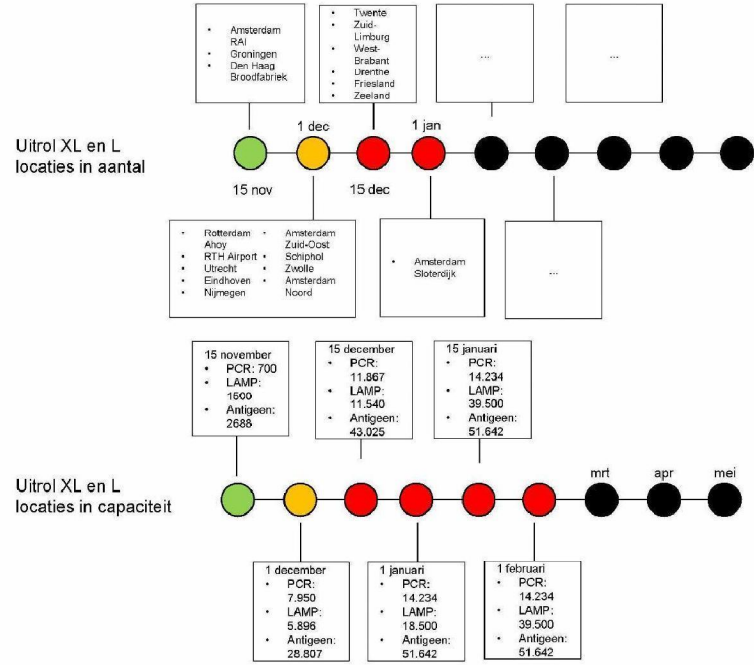 • Amsterdam
RAI
• Groningen
• Den Haag
Broodfabriek
• Twente
• Zuid-
Limburg
• West-
Brabant
• Drenthe
• Friesland
• Zeeland
...
...
Uitrol XL en L
locaties in aantal
1 dec
1 jan
15 nov
15 dec
• Rotterdam
Ahoy
• RTH Airport
• Utrecht
• Eindhoven
• Nijmegen
• Amsterdam
Zuid-Oost
• Schiphol
• Zwolle
• Amsterdam
Noord
• Amsterdam
Sloterdijk
...
15 november
• PCR: 700
• LAMP:
1500
• Antigeen:
2688
15 december
• PCR:
11.867
• LAMP:
11.540
• Antigeen:
43.025
15 januari
• PCR:
14.234
• LAMP:
39.500
• Antigeen:
51.642
Uitrol XL en L
locaties in capaciteit
mrt
apr
mei
1 december
• PCR:
7.950
• LAMP:
5.896
• Antigeen:
28.807
1 januari
• PCR:
14.234
• LAMP:
18.500
• Antigeen:
51.642
1 februari
• PCR:
14.234
• LAMP:
39.500
• Antigeen:
51.642